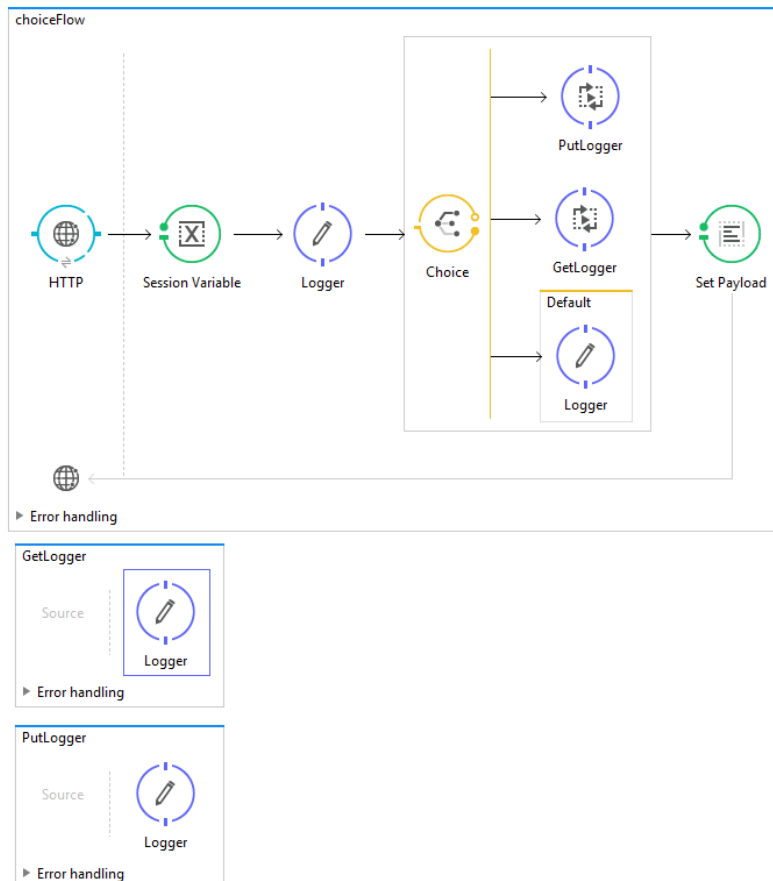 choiceFlow
PutLogger
HTTP
Session Variable
Logger
Choice
GetLogger
Set Payload
Default
Logger
Error handling
GetLogger
Source
Logger
Error handling
PutLogger
Source
Logger
Error handling